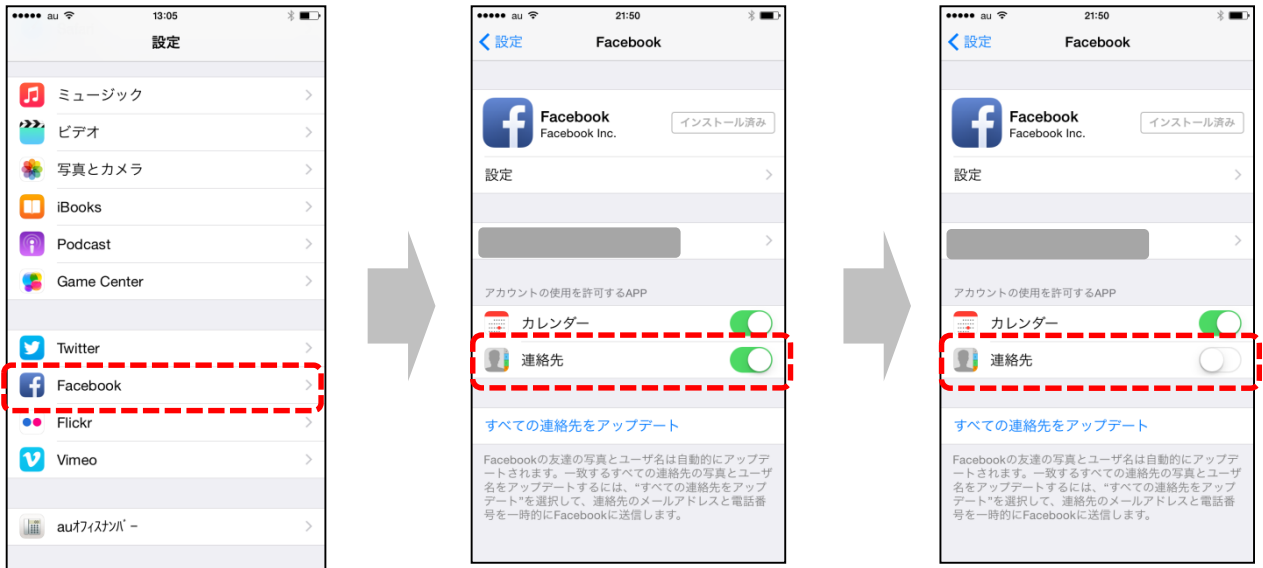 au 13:05
設定
ミュージック
ビデオ
写真とカメラ
iBooks
Podcast
Game Center
Twitter
Facebook
Flickr
Vimeo
auｵﾌｨｽﾅﾝﾊﾞｰ
au 21:50
設定 Facebook
Facebook
Facebook Inc.
インストール済み
設定
アカウントの使用を許可するAPP
カレンダー
連絡先
すべての連絡先をアップデート
Facebookの友達の写真とユーザ名は自動的にアップデ
ートされます。一致するすべての連絡先の写真とユーザ
名をアップデートするには、“すべての連絡先をアップ
デート”を選択して、連絡先のメールアドレスと電話番
号を一時的にFacebookに送信します。
au 21:50
設定 Facebook
Facebook
Facebook Inc.
インストール済み
設定
アカウントの使用を許可するAPP
カレンダー
連絡先
すべての連絡先をアップデート
Facebookの友達の写真とユーザ名は自動的にアップデ
ートされます。一致するすべての連絡先の写真とユーザ
名をアップデートするには、“すべての連絡先をアップ
デート”を選択して、連絡先のメールアドレスと電話番
号を一時的にFacebookに送信します。